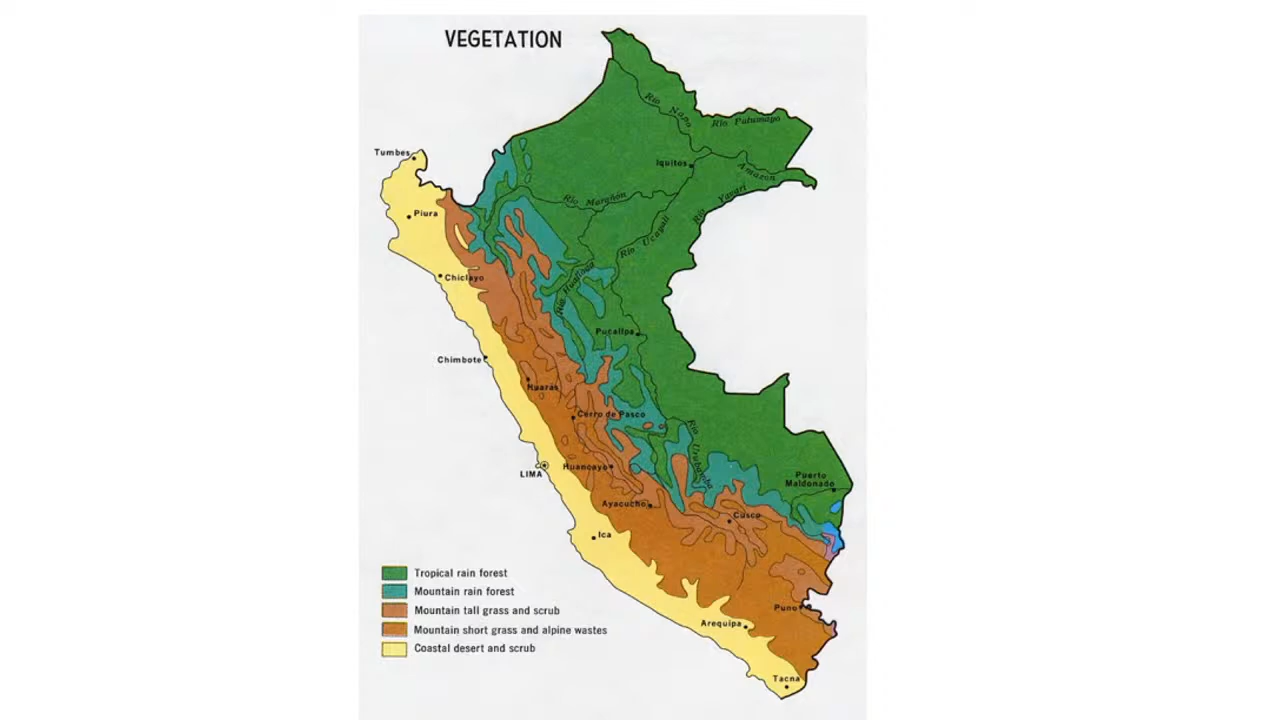 VEGETATION
Río Napo
Río Putumayo
Tumbes
Iquitos
Amazon
Río Yavarí
Río Marañón
Piura
Río Ucayali
Chiclayo
Río Huallaga
Pucallpa
Chimbote
Huarás
Cerro de Pasco
Río Urubamba
LIMA
Huancayo
Puerto
Maldonado
Ayacucho
Cusco
Ica
Tropical rain forest
Mountain rain forest
Mountain tall grass and scrub
Puno
Mountain short grass and alpine wastes
Arequipa
Coastal desert and scrub
Tacna